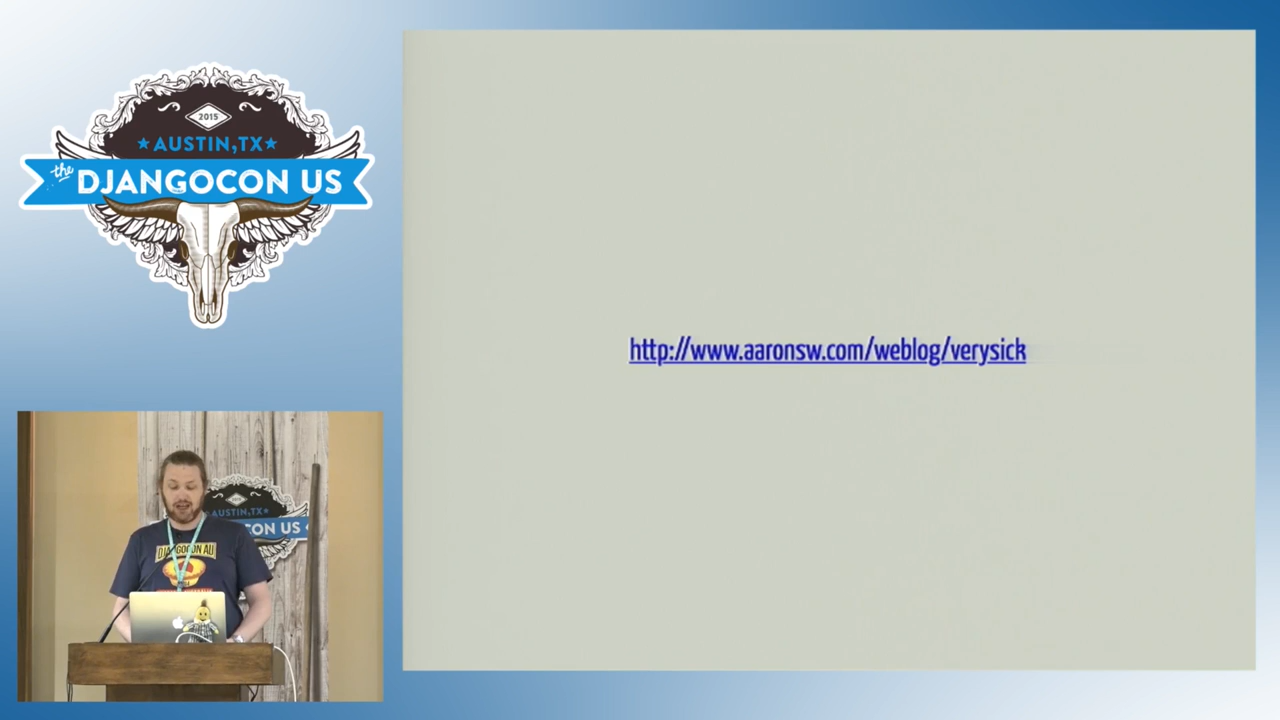 2015
AUSTIN,TX
the
DJANGOCON US
http://www.aaronsw.com/weblog/verysick
AUSTIN,TX
CON US
DJANGOCON AU